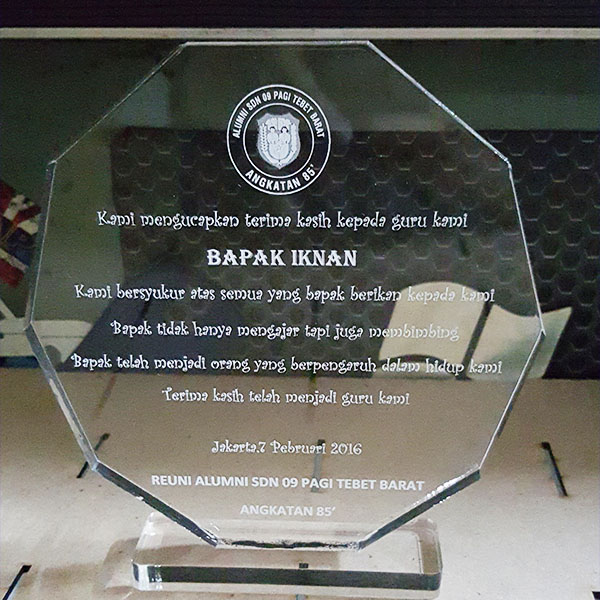 ALUMNI SDN 09 PAGI TEBET BARAT
ANGKATAN 85'
Kami mengucapkan terima kasih kepada guru kami
BAPAK IKNAN
Kami bersyukur atas semua yang bapak berikan kepada kami
Bapak tidak hanya mengajar tapi juga membimbing
Bapak telah menjadi orang yang berpengaruh dalam hidup kami
Terima kasih telah menjadi guru kami
Jakarta,7 Pebruari 2016
REUNI ALUMNI SDN 09 PAGI TEBET BARAT
ANGKATAN 85'